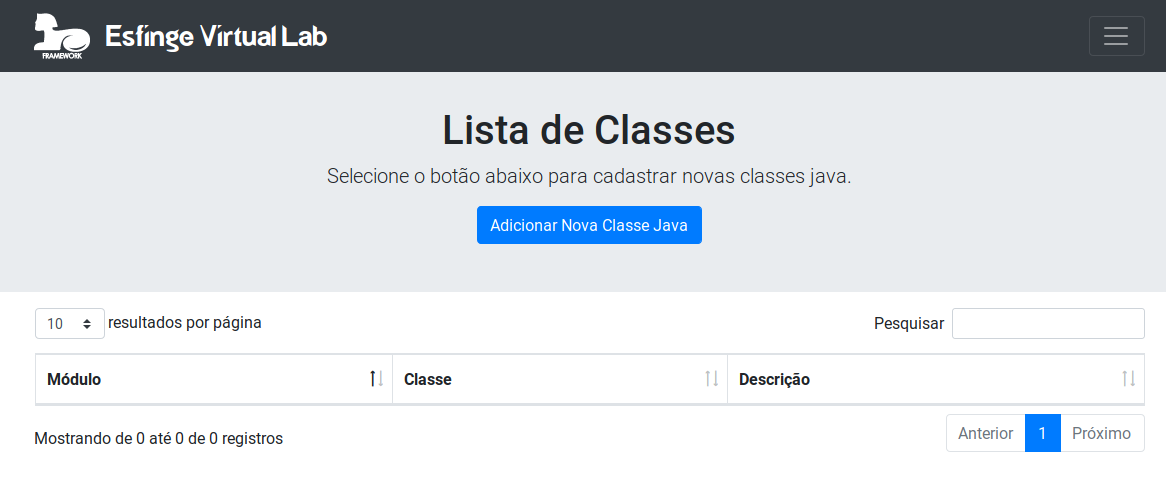 FRAMEWORK
Esfinge Virtual Lab
Lista de Classes
Selecione o botão abaixo para cadastrar novas classes java.
Adicionar Nova Classe Java
10 resultados por página
Pesquisar
Módulo Classe Descrição
Mostrando de 0 até 0 de 0 registros
Anterior 1 Próximo